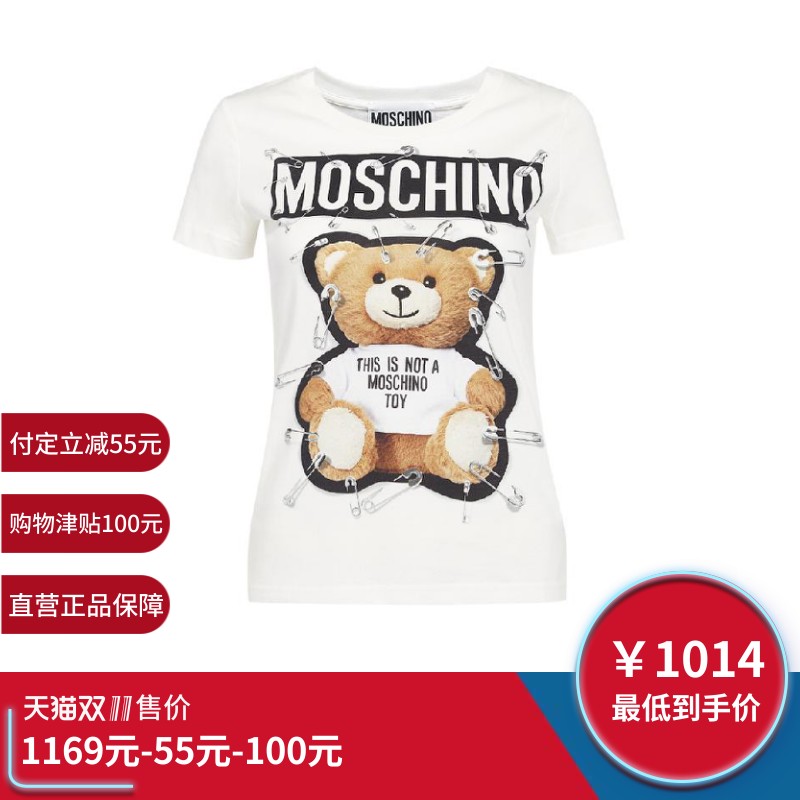 MOSCHINO
MOSCHINO
THIS IS NOT A
MOSCHINO
TOY
付定立减55元
购物津贴100元
直营正品保障
¥1014
最低到手价
天猫双11售价
1169元-55元-100元